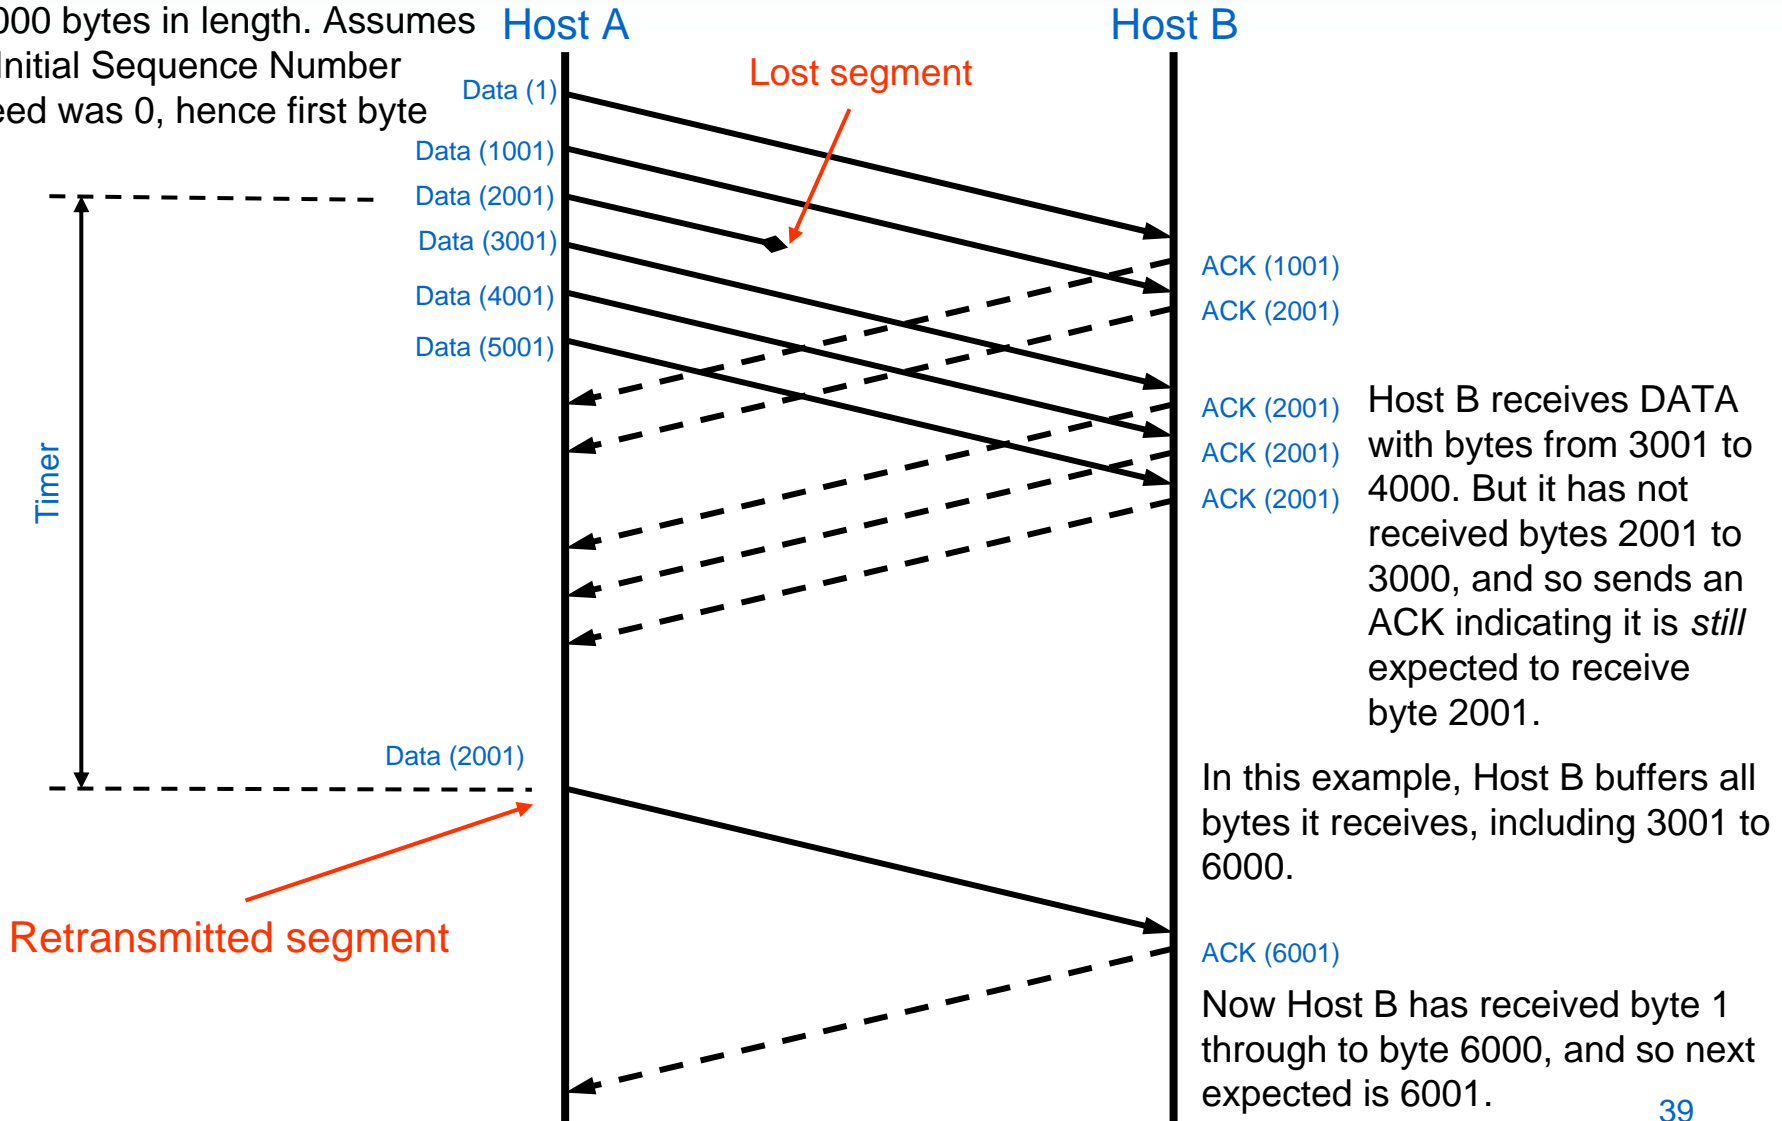 000 bytes in length. Assumes
Initial Sequence Number
eed was 0, hence first byte
Host A
Host B
Lost segment
Data (1)
Data (1001)
Data (2001)
Data (3001)
Data (4001)
Data (5001)
ACK (1001)
ACK (2001)
ACK (2001)
ACK (2001)
ACK (2001)
Host B receives DATA
with bytes from 3001 to
4000. But it has not
received bytes 2001 to
3000, and so sends an
ACK indicating it is still
expected to receive
byte 2001.
Timer
Data (2001)
In this example, Host B buffers all
bytes it receives, including 3001 to
6000.
Retransmitted segment
ACK (6001)
Now Host B has received byte 1
through to byte 6000, and so next
expected is 6001.
39